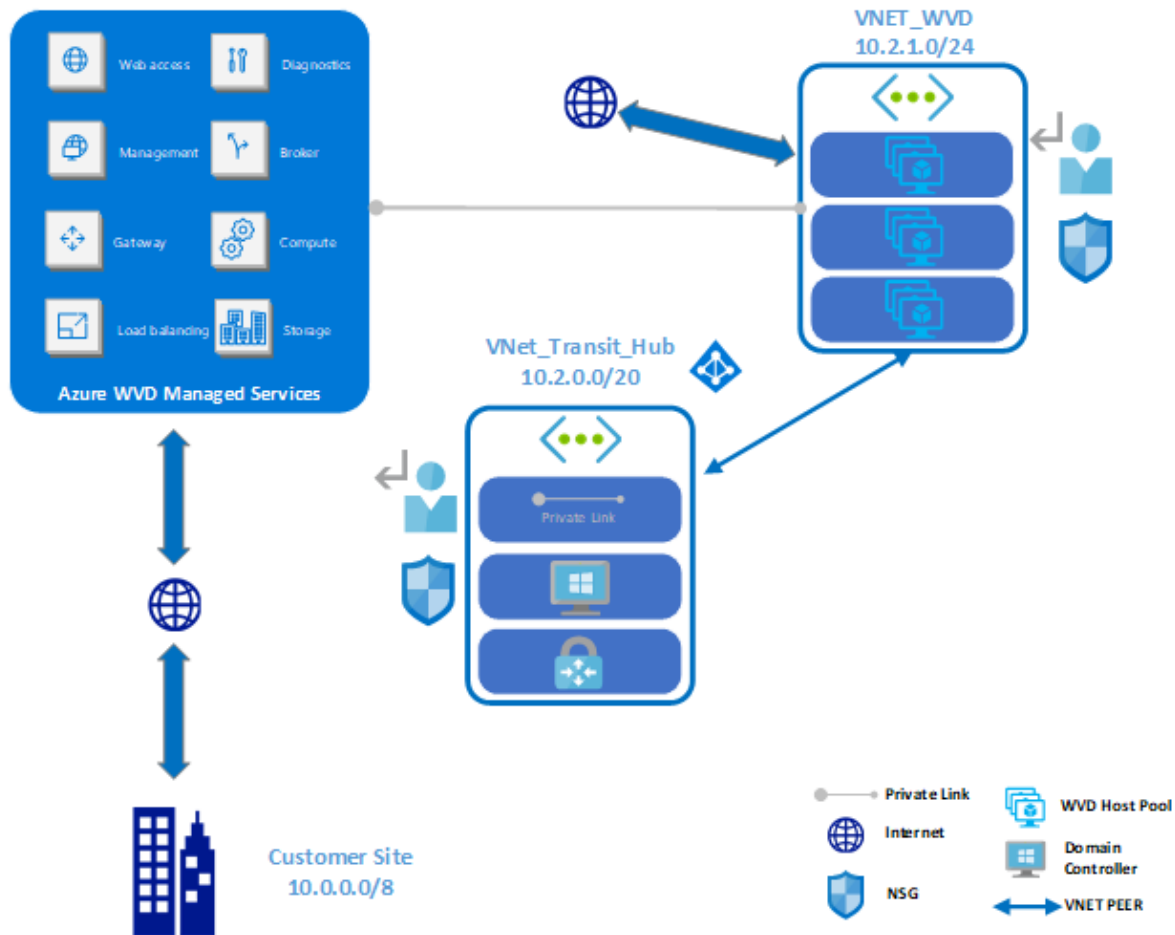 Web access
Diagnostics
Management
Broker
Gateway
Compute
Load balancing
Storage
Azure WVD Managed Services
VNET_WVD
10.2.1.0/24
VNet_Transit_Hub
10.2.0.0/20
Private Link
Customer Site
10.0.0.0/8
Private Link
WVD Host Pool
Internet
Domain
Controller
NSG
VNET PEER